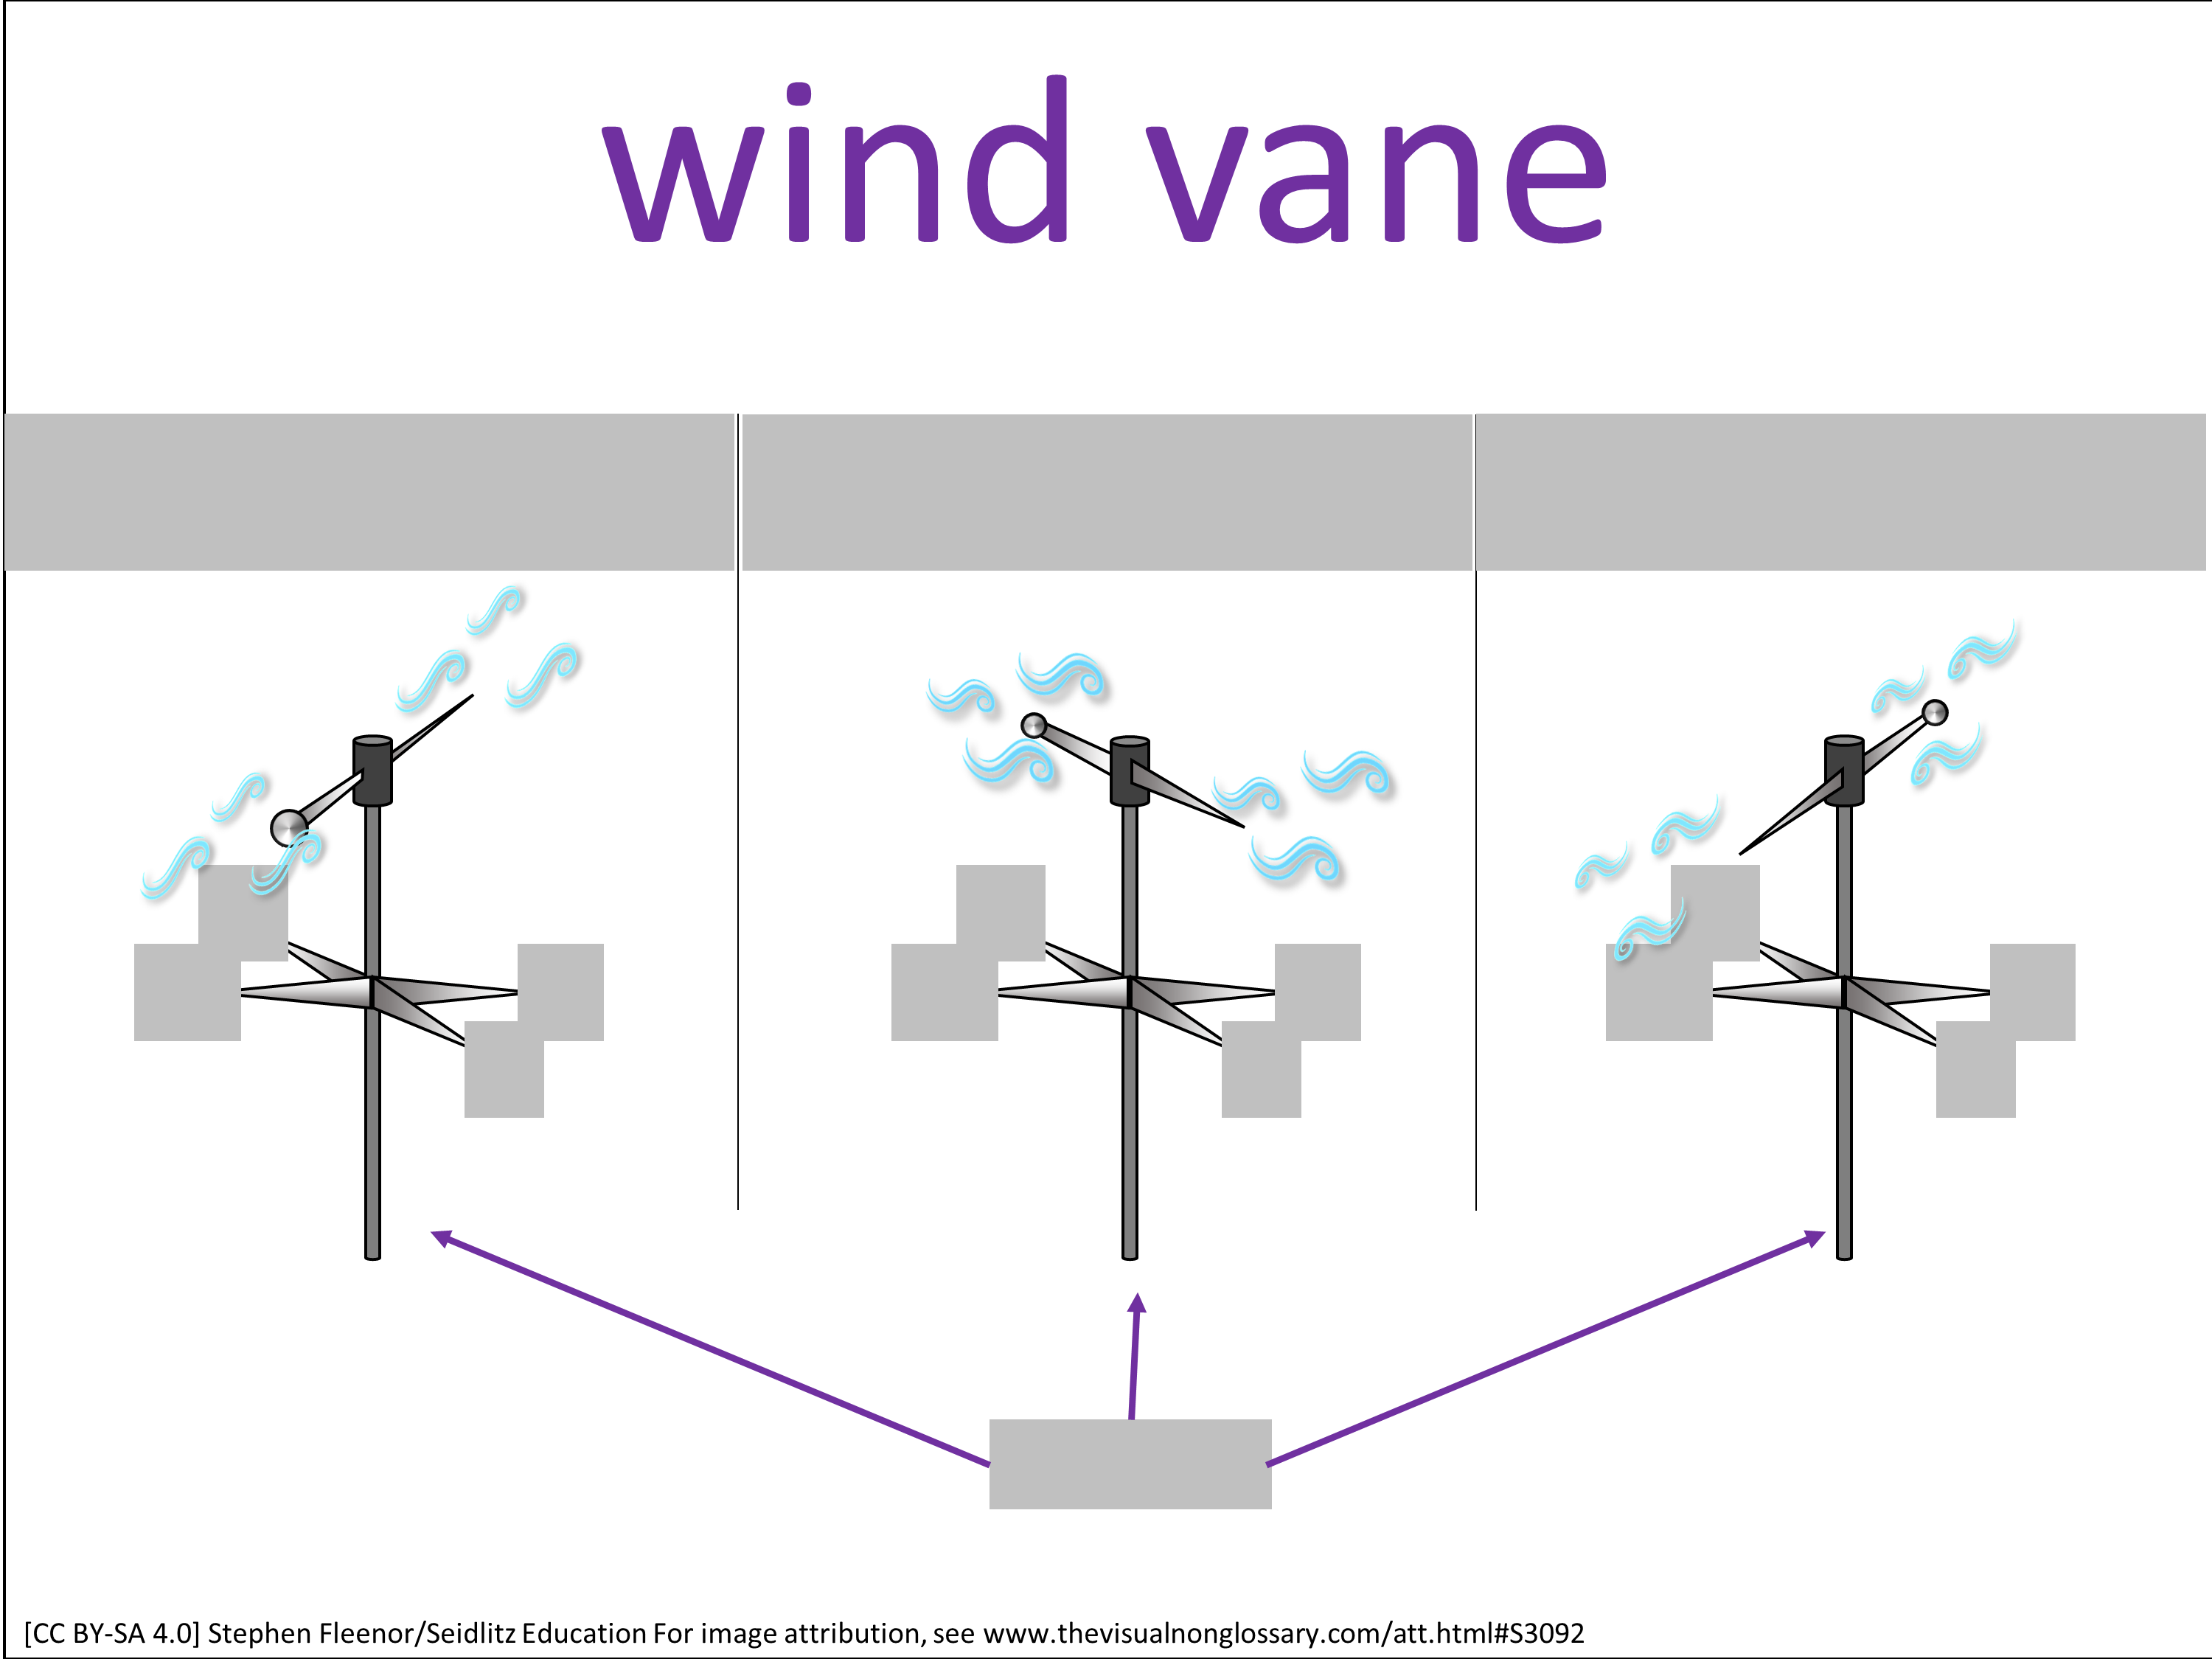 wind vane
[CC BY-SA 4.0] Stephen Fleenor/Seidlitz Education For image attribution, see www.thevisualnonglossary.com/att.html#S3092